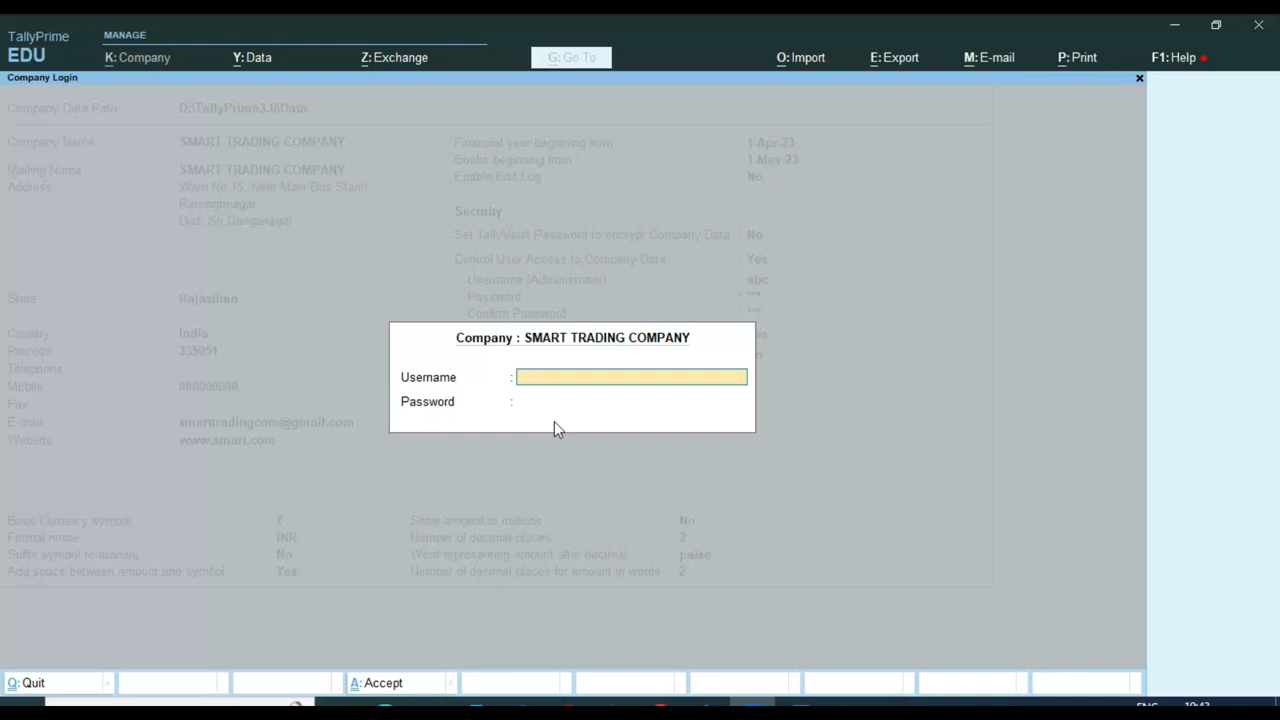 TallyPrime
EDU
MANAGE
K: Company
Y: Data
Z: Exchange
G: Go To
O: Import
E: Export
M: E-mail
P: Print
F1: Help
Company Login
Company Data Path : D:\TallyPrime3.0\Data
Company Name : SMART TRADING COMPANY
Mailing Name : SMART TRADING COMPANY
Address : Ward No.15, Near Main Bus Stand
Raisinghnagar
Dist. Sri Ganganagar
State : Rajasthan
Country : India
Pincode : 335051
Telephone
Mobile
Fax
E-mail : smarttradingcom@gmail.com
Website : www.smart.com
Financial year beginning from : 1-Apr-23
Books beginning from : 1-May-23
Enable Edit Log : No
Security
Set TallyVault Password to encrypt Company Data : No
Control User Access to Company Data : Yes
Username (Administrator) : abc
Password : ***
Confirm Password : ***
Company : SMART TRADING COMPANY
Username :
Password :
Base Currency symbol : ₹
Formal name : INR
Suffix symbol to amount : No
Add space between amount and symbol : Yes
Show amount in millions : No
Number of decimal places : 2
Word representing amount after decimal : paise
Number of decimal places for amount in words : 2
Q: Quit
A: Accept